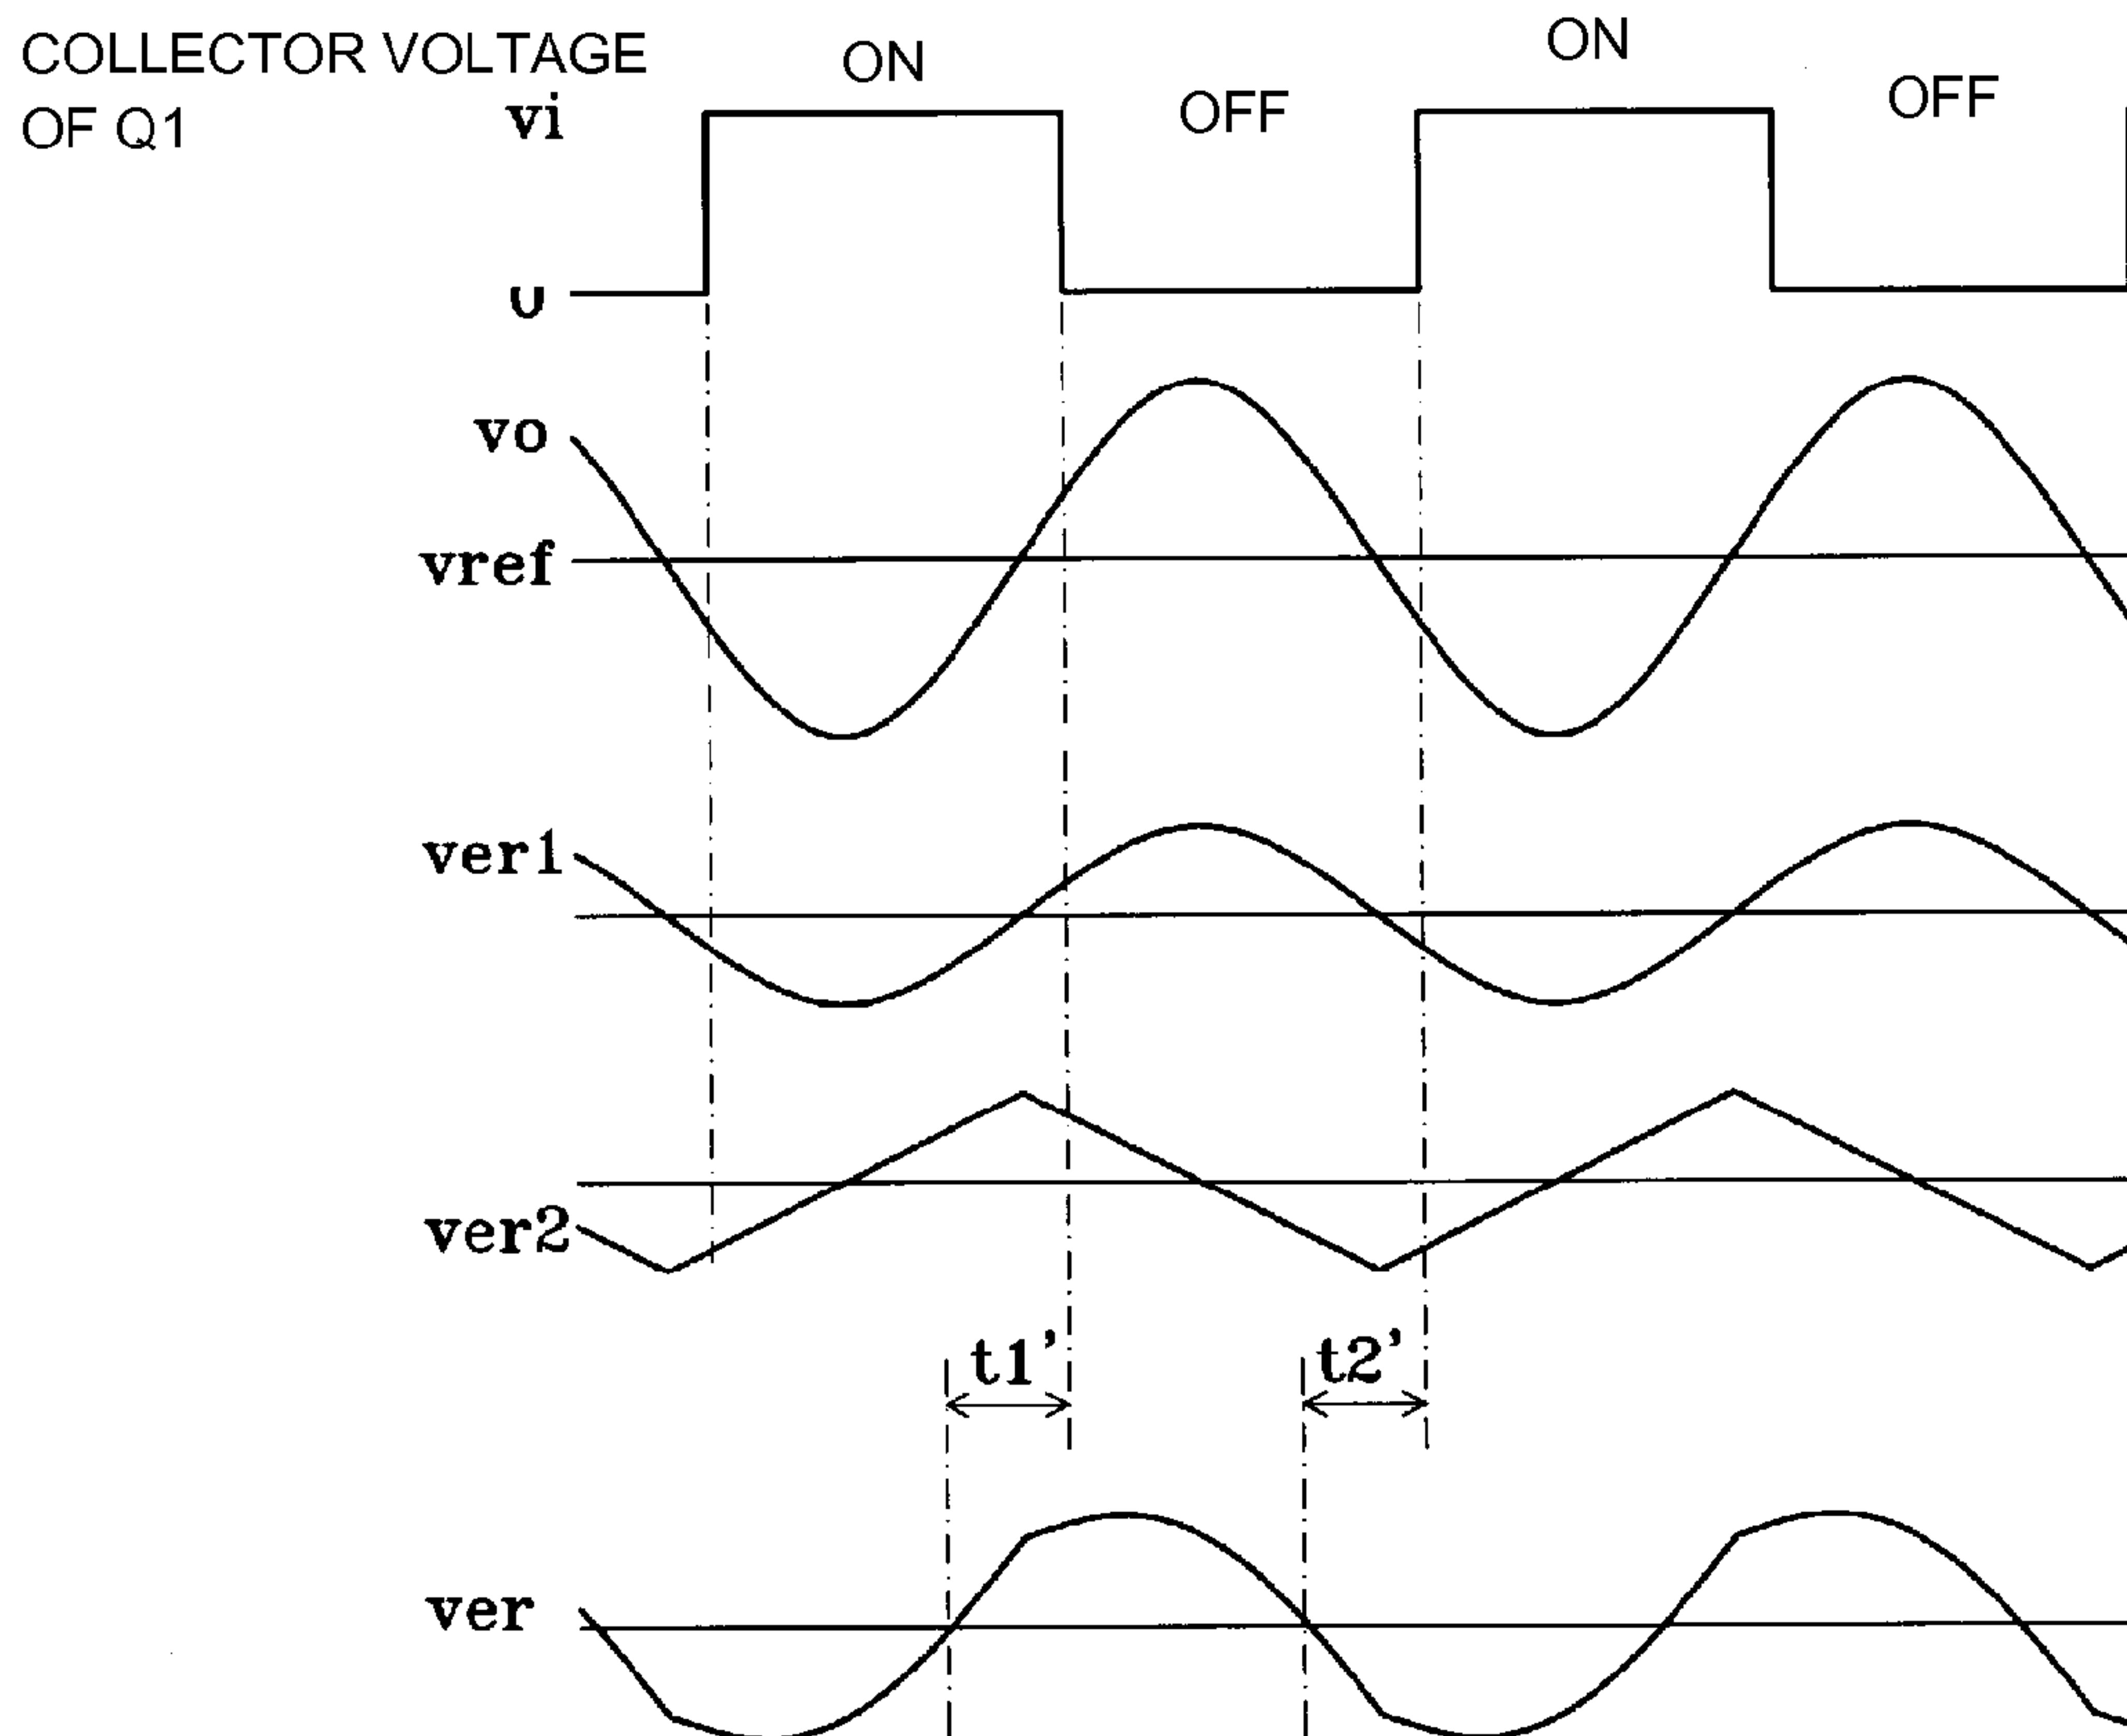 COLLECTOR VOLTAGE
OF Q1
vi
ON
OFF
ON
OFF
0
vo
vref
ver1
ver2
t1'
t2'
ver